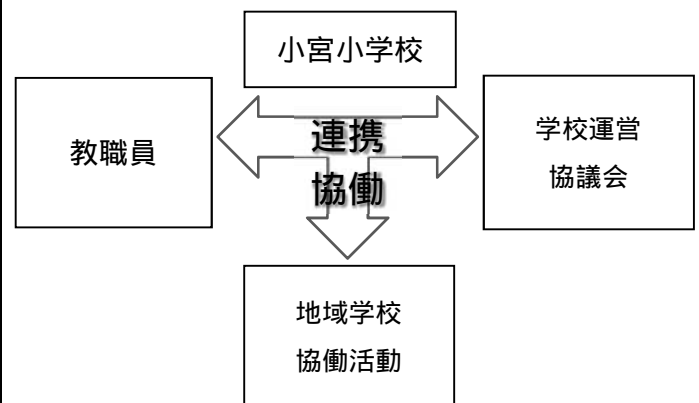 小宮小学校
教職員
連携
協働
学校運営
協議会
地域学校
協働活動